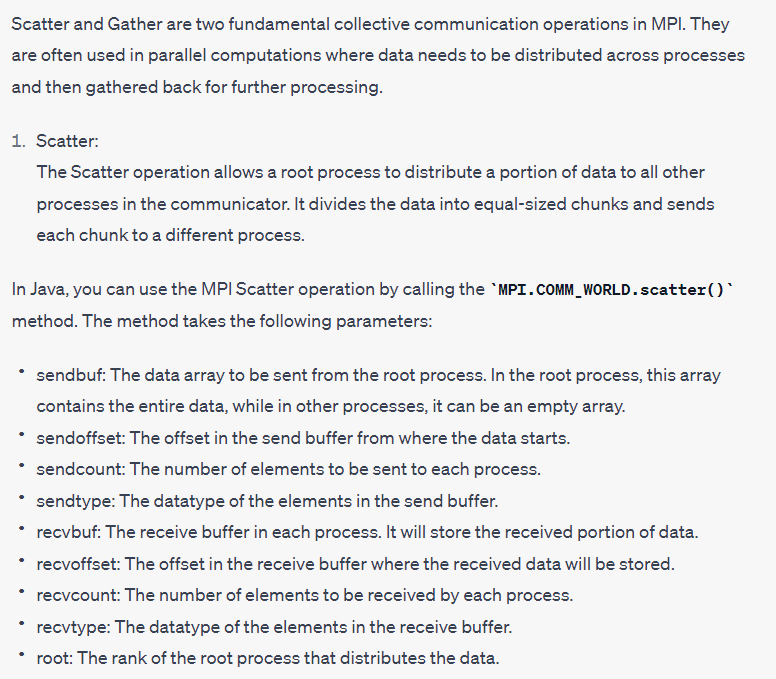 Scatter and Gather are two fundamental collective communication operations in MPI. They
are often used in parallel computations where data needs to be distributed across processes
and then gathered back for further processing.
1. Scatter:
The Scatter operation allows a root process to distribute a portion of data to all other
processes in the communicator. It divides the data into equal-sized chunks and sends
each chunk to a different process.
In Java, you can use the MPI Scatter operation by calling the `MPI.COMM_WORLD.scatter()`
method. The method takes the following parameters:
• sendbuf: The data array to be sent from the root process. In the root process, this array
contains the entire data, while in other processes, it can be an empty array.
• sendoffset: The offset in the send buffer from where the data starts.
• sendcount: The number of elements to be sent to each process.
• sendtype: The datatype of the elements in the send buffer.
• recvbuf: The receive buffer in each process. It will store the received portion of data.
• recvoffset: The offset in the receive buffer where the received data will be stored.
• recvcount: The number of elements to be received by each process.
• recvtype: The datatype of the elements in the receive buffer.
• root: The rank of the root process that distributes the data.